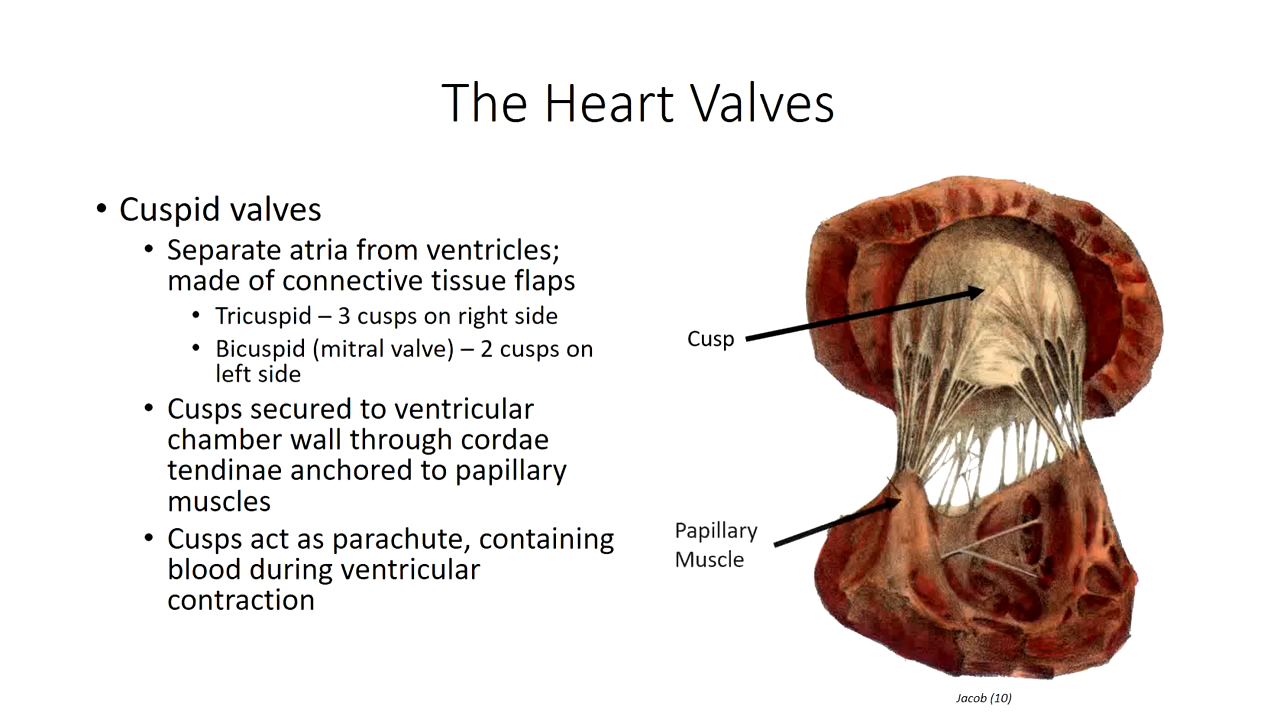 The Heart Valves
• Cuspid valves
• Separate atria from ventricles;
made of connective tissue flaps
• Tricuspid – 3 cusps on right side
• Bicuspid (mitral valve) – 2 cusps on
left side
• Cusps secured to ventricular
chamber wall through cordae
tendinae anchored to papillary
muscles
• Cusps act as parachute, containing
blood during ventricular
contraction
Cusp
Papillary
Muscle
Jacob (10)